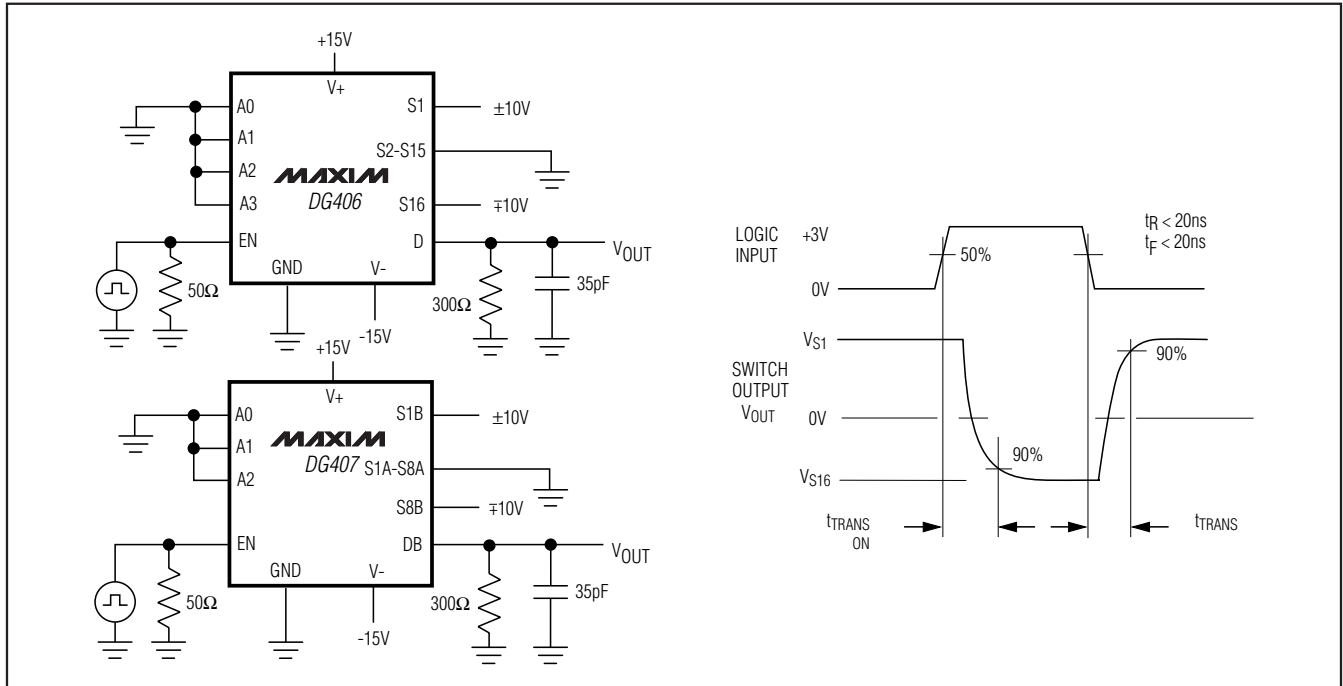 +15V
V+
A0
A1
A2
A3
EN
MAXIM
DG406
S1
±10V
S2-S15
S16
∓10V
D
VOUT
GND
V-
50Ω
-15V
300Ω
35pF
+15V
V+
A0
A1
A2
EN
MAXIM
DG407
S1B
±10V
S1A-S8A
S8B
∓10V
DB
VOUT
GND
V-
50Ω
-15V
300Ω
35pF
LOGIC
INPUT
+3V
50%
0V
tR < 20ns
tF < 20ns
VS1
SWITCH
OUTPUT
VOUT
0V
90%
90%
VS16
tTRANS
ON
tTRANS